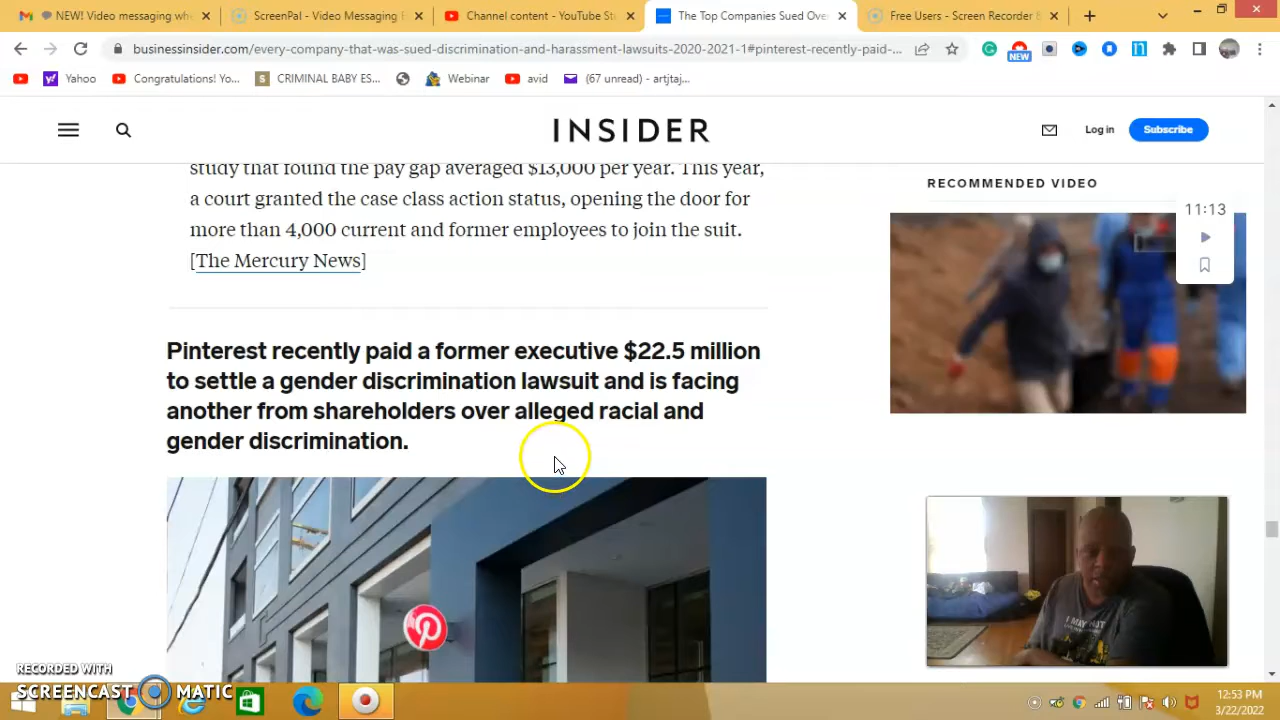 NEW! Video messaging whe
ScreenPal - Video Messaging E
Channel content - YouTube St
The Top Companies Sued Ove
Free Users - Screen Recorder &
businessinsider.com/every-company-that-was-sued-discrimination-and-harassment-lawsuits-2020-2021-1#pinterest-recently-paid-...
NEW
Yahoo
Congratulations! Yo...
CRIMINAL BABY ES...
Webinar
avid
(67 unread) - artjtaj...
INSIDER
Log in
Subscribe
study that found the pay gap averaged $13,000 per year. This year,
a court granted the case class action status, opening the door for
more than 4,000 current and former employees to join the suit.
[The Mercury News]
RECOMMENDED VIDEO
11:13
Pinterest recently paid a former executive $22.5 million
to settle a gender discrimination lawsuit and is facing
another from shareholders over alleged racial and
gender discrimination.
I MAY NOT
RECORDED WITH
SCREENCAST MATIC
12:53 PM
3/22/2022